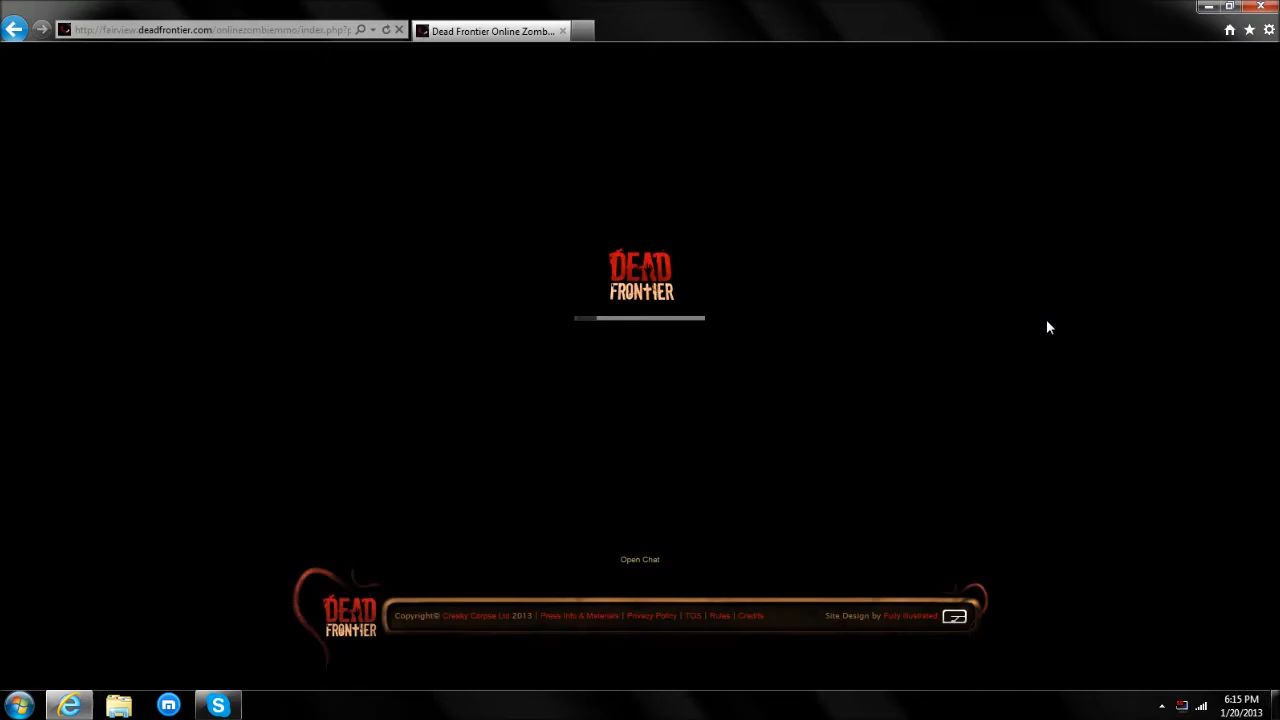 http://fairview.deadfrontier.com/onlinezombiemmo/index.php?p
Dead Frontier Online Zomb...
DEAD
FRONTIER
Open Chat
DEAD
FRONTIER
Copyright© Creaky Corpse Ltd 2013 | Press Info & Materials | Privacy Policy | TOS | Rules | Credits
Site Design by Fully Illustrated
6:15 PM
1/20/2013